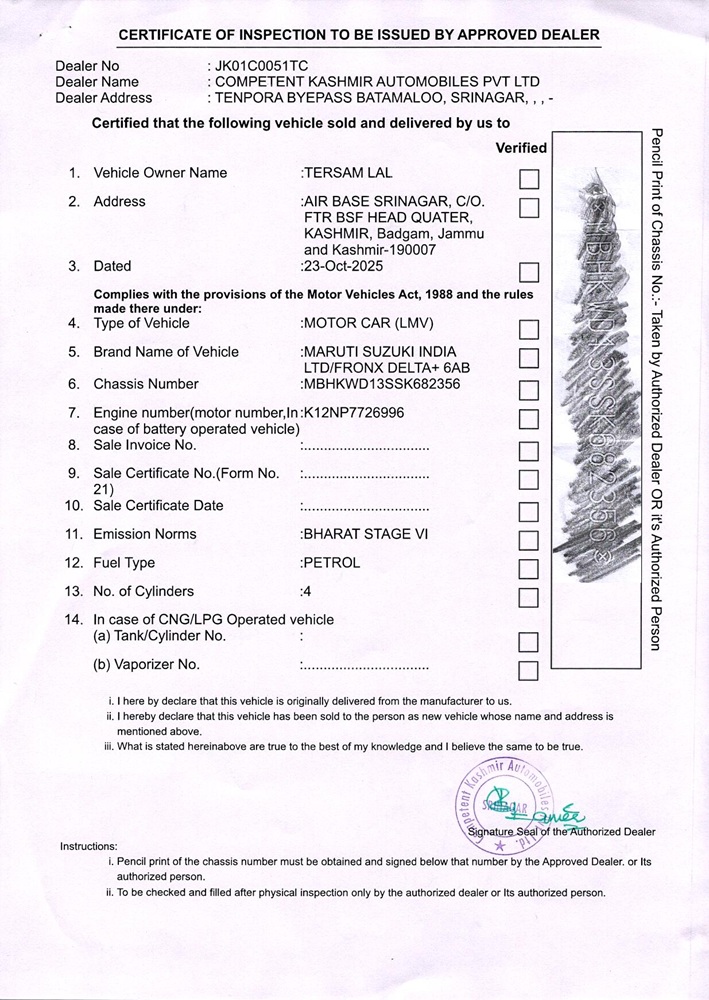 CERTIFICATE OF INSPECTION TO BE ISSUED BY APPROVED DEALER
Dealer No : JK01C0051TC
Dealer Name : COMPETENT KASHMIR AUTOMOBILES PVT LTD
Dealer Address : TENPORA BYEPASS BATAMALOO, SRINAGAR, , , -
Certified that the following vehicle sold and delivered by us to
Verified
1. Vehicle Owner Name :TERSAM LAL
2. Address :AIR BASE SRINAGAR, C/O.
FTR BSF HEAD QUATER,
KASHMIR, Badgam, Jammu
and Kashmir-190007
3. Dated :23-Oct-2025
Complies with the provisions of the Motor Vehicles Act, 1988 and the rules
made there under:
4. Type of Vehicle :MOTOR CAR (LMV)
5. Brand Name of Vehicle :MARUTI SUZUKI INDIA
LTD/FRONX DELTA+ 6AB
6. Chassis Number :MBHKWD13SSK682356
7. Engine number(motor number,In :K12NP7726996
case of battery operated vehicle)
8. Sale Invoice No. :..............................
9. Sale Certificate No.(Form No. :..............................
21)
10. Sale Certificate Date :..............................
11. Emission Norms :BHARAT STAGE VI
12. Fuel Type :PETROL
13. No. of Cylinders :4
14. In case of CNG/LPG Operated vehicle
(a) Tank/Cylinder No. :
(b) Vaporizer No. :..............................
MBHKWD13SSK682356
Pencil Print of Chassis No.:- Taken by Authorized Dealer OR it's Authorized Person
i. I here by declare that this vehicle is originally delivered from the manufacturer to us.
ii. I hereby declare that this vehicle has been sold to the person as new vehicle whose name and address is
mentioned above.
iii. What is stated hereinabove are true to the best of my knowledge and I believe the same to be true.
Competent Kashmir Automobiles Ltd.
SRINAGAR
Signature Seal of the Authorized Dealer
Instructions:
i. Pencil print of the chassis number must be obtained and signed below that number by the Approved Dealer. or Its
authorized person.
ii. To be checked and filled after physical inspection only by the authorized dealer or Its authorized person.